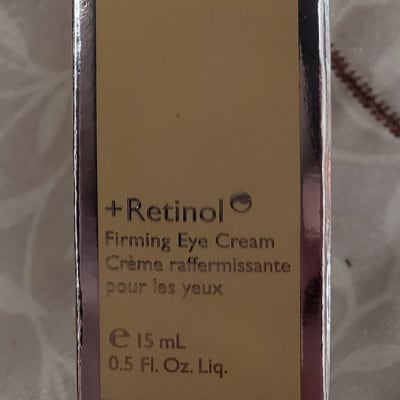 +Retinol
Firming Eye Cream
Crème raffermissante
pour les yeux
℮ 15 mL
0.5 Fl. Oz. Liq.